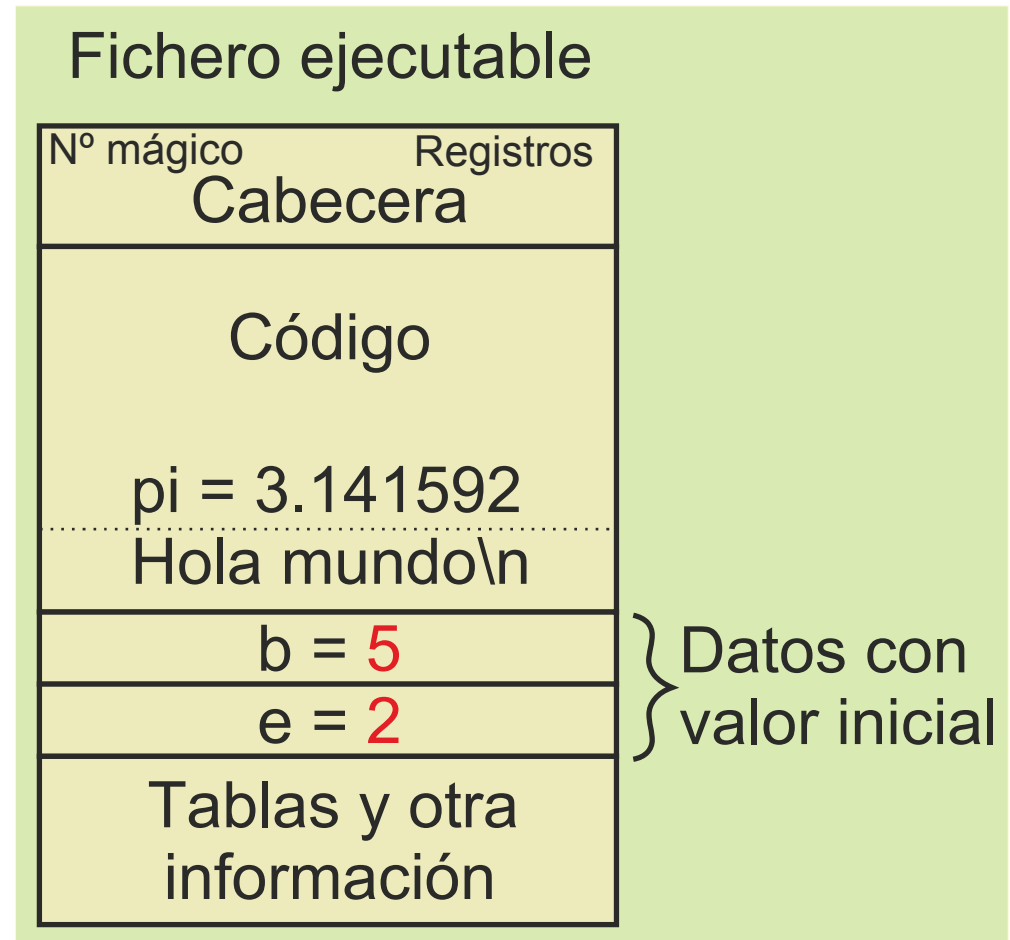 Fichero ejecutable
Nº mágico Registros
Cabecera
Código
pi = 3.141592
Hola mundo\n
b = 5
e = 2
Datos con
valor inicial
Tablas y otra
información